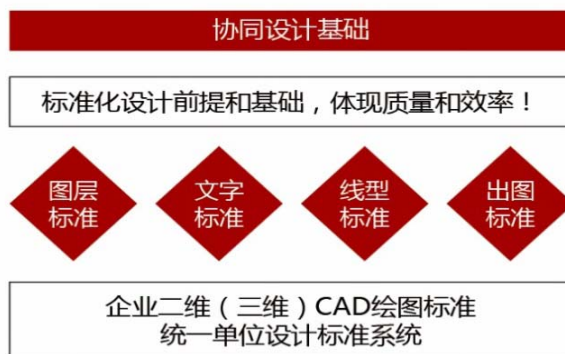 协同设计基础
标准化设计前提和基础，体现质量和效率！
图层
标准
文字
标准
线型
标准
出图
标准
企业二维（三维）CAD绘图标准
统一单位设计标准系统